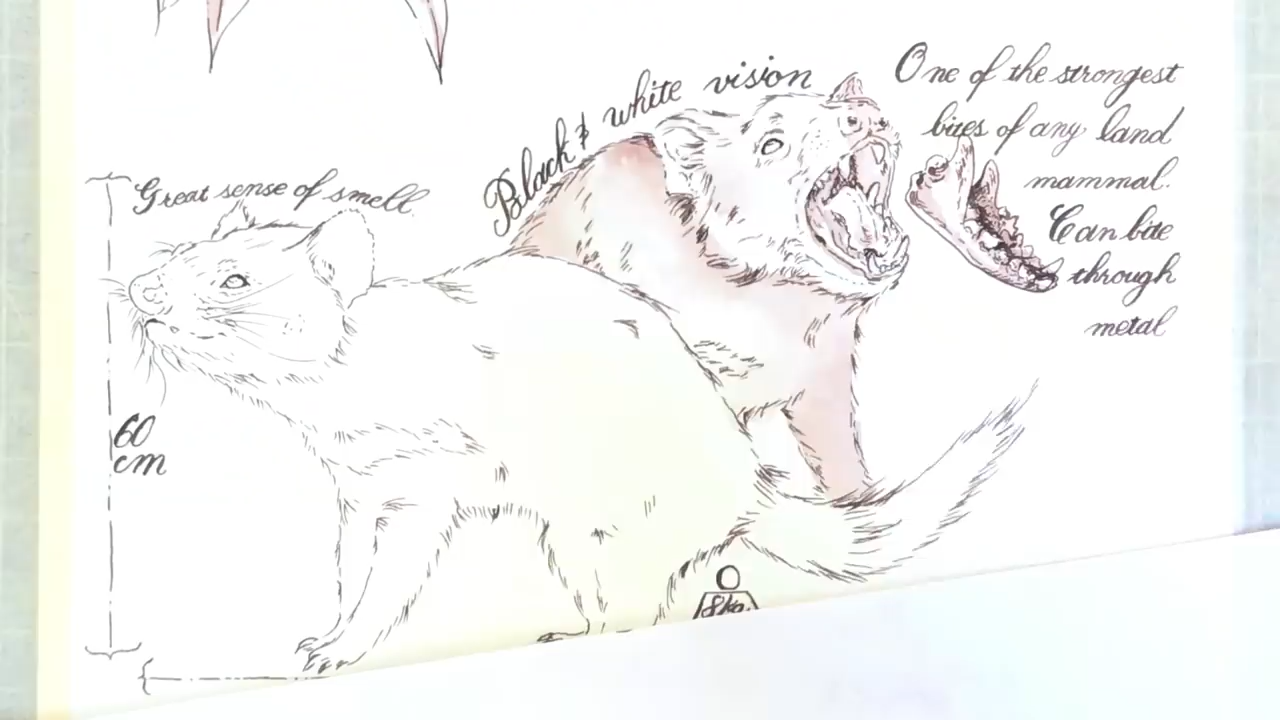 Great sense of smell.
Black & white vision
One of the strongest
bites of any land
mammal.
Can bite
through
metal
60
cm
8kg.